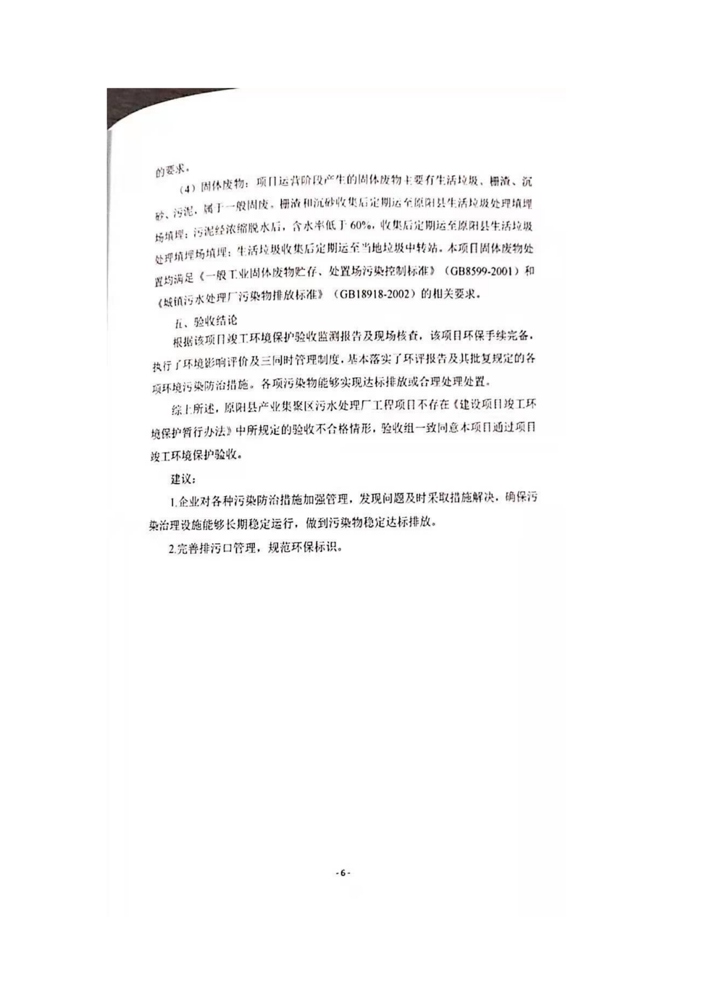 的要求。
（4）固体废物：项目运营阶段产生的固体废物主要有生活垃圾、栅渣、沉
砂、污泥，属于一般固废。栅渣和沉砂收集后定期运至原阳县生活垃圾处理填埋
场填埋；污泥经浓缩脱水后，含水率低于60%，收集后定期运至原阳县生活垃圾
处理填埋场填埋；生活垃圾收集后定期运至当地垃圾中转站。本项目固体废物处
置均满足《一般工业固体废物贮存、处置场污染控制标准》（GB8599-2001）和
《城镇污水处理厂污染物排放标准》（GB18918-2002）的相关要求。
五、验收结论
根据该项目竣工环境保护验收监测报告及现场核查，该项目环保手续完备，
执行了环境影响评价及三同时管理制度，基本落实了环评报告及其批复规定的各
项环境污染防治措施。各项污染物能够实现达标排放或合理处理处置。
综上所述，原阳县产业集聚区污水处理厂工程项目不存在《建设项目竣工环
境保护暂行办法》中所规定的验收不合格情形，验收组一致同意本项目通过项目
竣工环境保护验收。
建议：
1.企业对各种污染防治措施加强管理，发现问题及时采取措施解决，确保污
染治理设施能够长期稳定运行，做到污染物稳定达标排放。
2.完善排污口管理，规范环保标识。
-6-